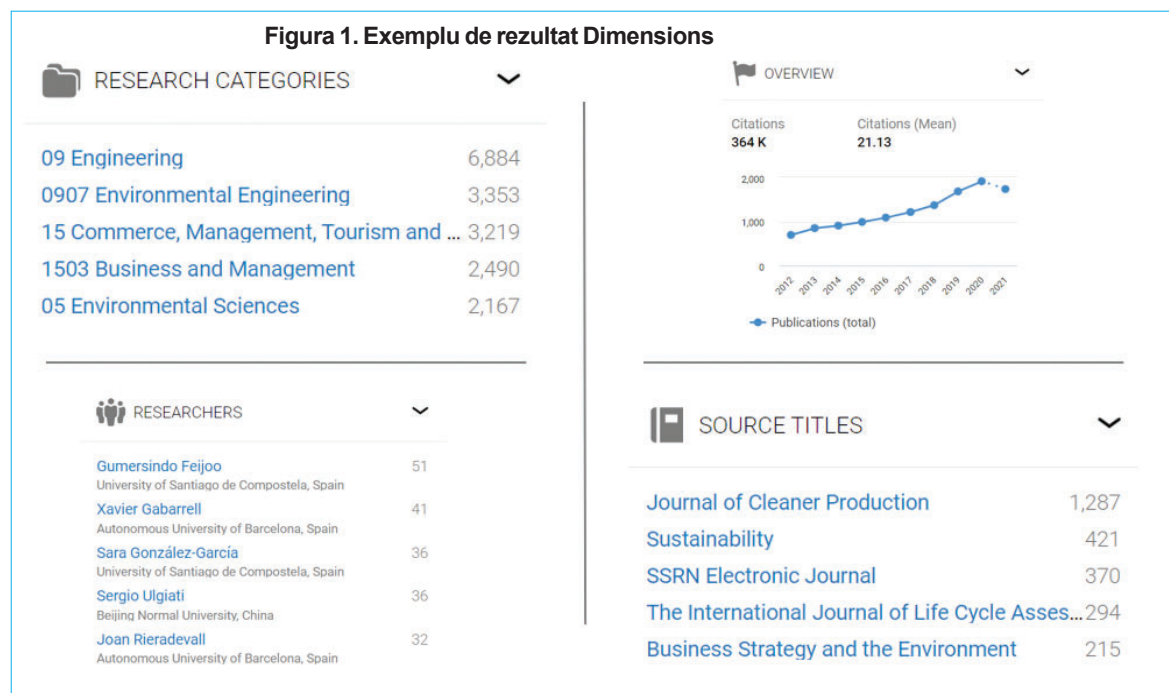 Figura 1. Exemplu de rezultat Dimensions
RESEARCH CATEGORIES
09 Engineering 6,884
0907 Environmental Engineering 3,353
15 Commerce, Management, Tourism and ... 3,219
1503 Business and Management 2,490
05 Environmental Sciences 2,167
OVERVIEW
Citations Citations (Mean)
364 K 21.13
2,000
1,000
0
2012 2013 2014 2015 2016 2017 2018 2019 2020 2021
Publications (total)
RESEARCHERS
Gumersindo Feijoo 51
University of Santiago de Compostela, Spain
Xavier Gabarrell 41
Autonomous University of Barcelona, Spain
Sara González-García 36
University of Santiago de Compostela, Spain
Sergio Ulgiati 36
Beijing Normal University, China
Joan Rieradevall 32
Autonomous University of Barcelona, Spain
SOURCE TITLES
Journal of Cleaner Production 1,287
Sustainability 421
SSRN Electronic Journal 370
The International Journal of Life Cycle Asses... 294
Business Strategy and the Environment 215